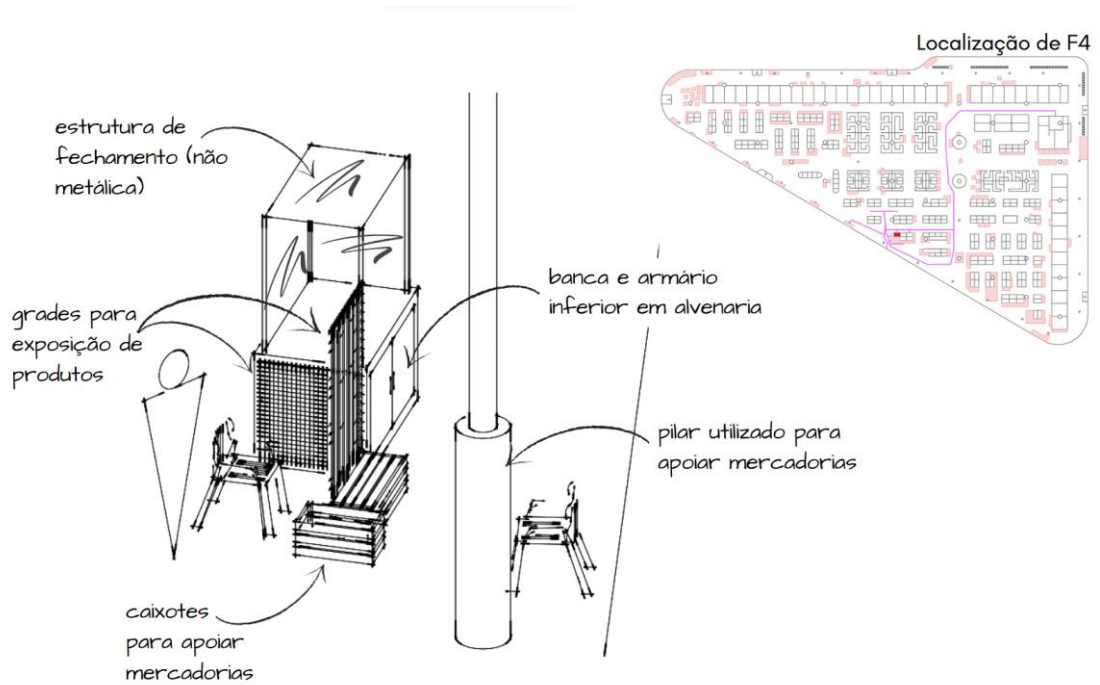 Localização de F4
estrutura de
fechamento (não
metálica)
banca e armário
inferior em alvenaria
grades para
exposição de
produtos
pilar utilizado para
apoiar mercadorias
caixotes
para apoiar
mercadorias